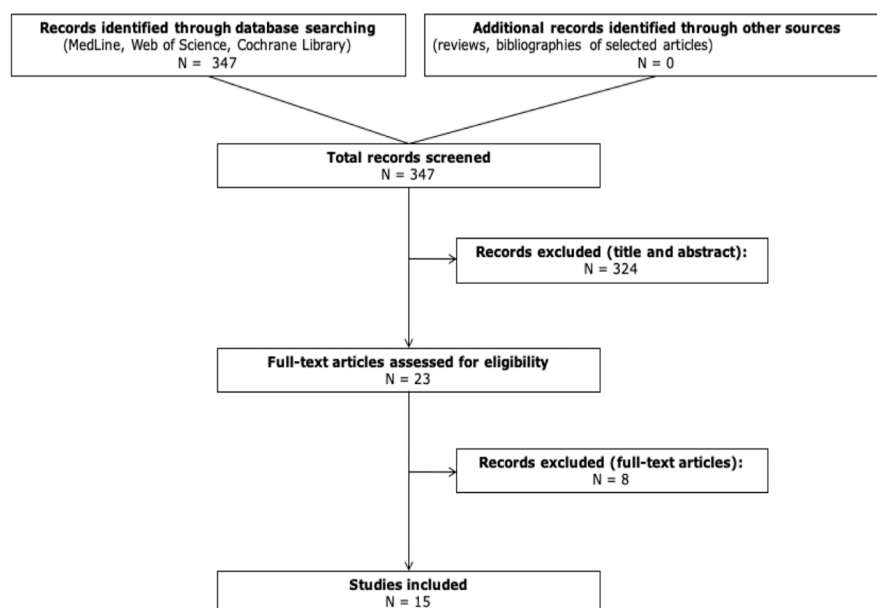 Records identified through database searching
(MedLine, Web of Science, Cochrane Library)
N = 347
Additional records identified through other sources
(reviews, bibliographies of selected articles)
N = 0
Total records screened
N = 347
Records excluded (title and abstract):
N = 324
Full-text articles assessed for eligibility
N = 23
Records excluded (full-text articles):
N = 8
Studies included
N = 15